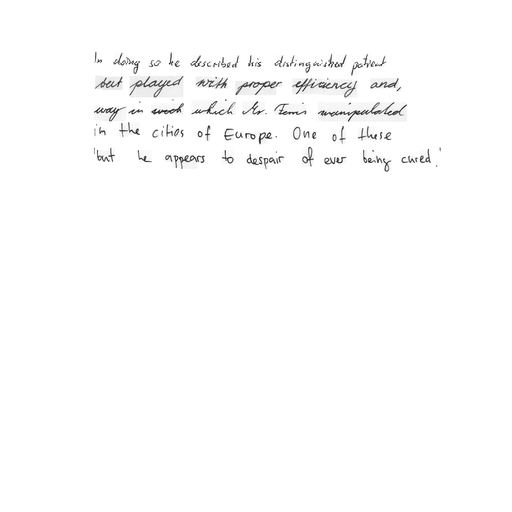 In doing so he described his distinguished patient
but played with proper efficiency and,
way in which Mr. Ferris manipulated
in the cities of Europe. One of these
'but he appears to despair of ever being cured.'